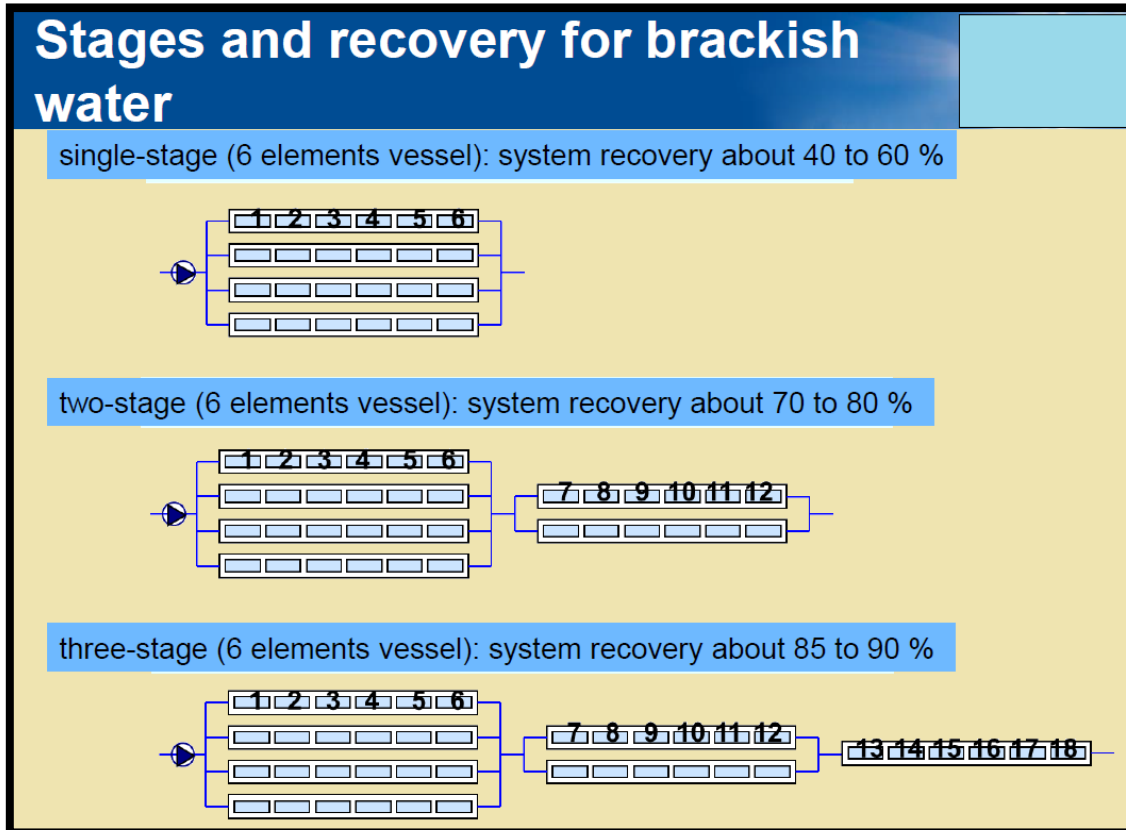 Stages and recovery for brackish
water
single-stage (6 elements vessel): system recovery about 40 to 60 %
1 2 3 4 5 6
two-stage (6 elements vessel): system recovery about 70 to 80 %
1 2 3 4 5 6
7 8 9 10 11 12
three-stage (6 elements vessel): system recovery about 85 to 90 %
1 2 3 4 5 6
7 8 9 10 11 12
13 14 15 16 17 18